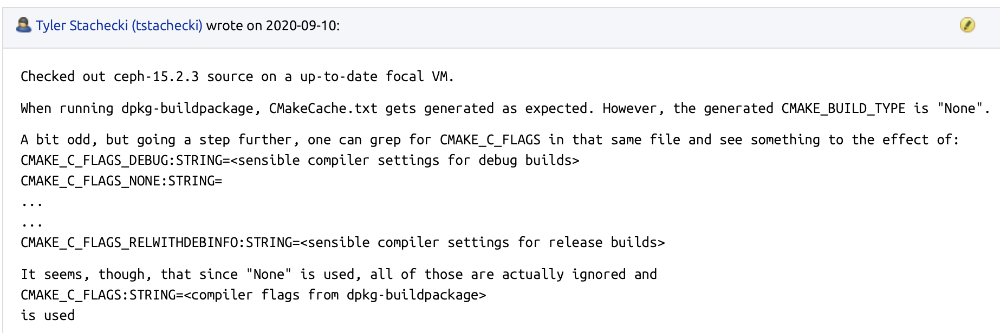 Tyler Stachecki (tstachecki) wrote on 2020-09-10:
Checked out ceph-15.2.3 source on a up-to-date focal VM.
When running dpkg-buildpackage, CMakeCache.txt gets generated as expected. However, the generated CMAKE_BUILD_TYPE is "None".
A bit odd, but going a step further, one can grep for CMAKE_C_FLAGS in that same file and see something to the effect of:
CMAKE_C_FLAGS_DEBUG:STRING=<sensible compiler settings for debug builds>
CMAKE_C_FLAGS_NONE:STRING=
...
...
CMAKE_C_FLAGS_RELWITHDEBINFO:STRING=<sensible compiler settings for release builds>
It seems, though, that since "None" is used, all of those are actually ignored and
CMAKE_C_FLAGS:STRING=<compiler flags from dpkg-buildpackage>
is used